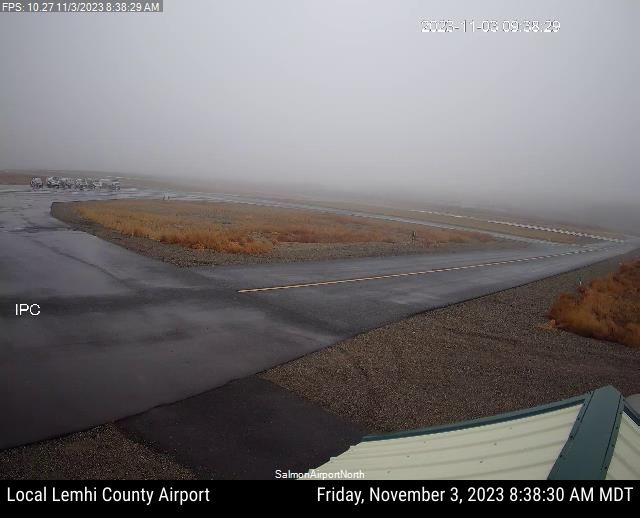 FPS: 10.27 11/3/2023 8:38:29 AM
2023-11-03 09:38:29
IPC
SalmonAirportNorth
Local Lemhi County Airport Friday, November 3, 2023 8:38:30 AM MDT